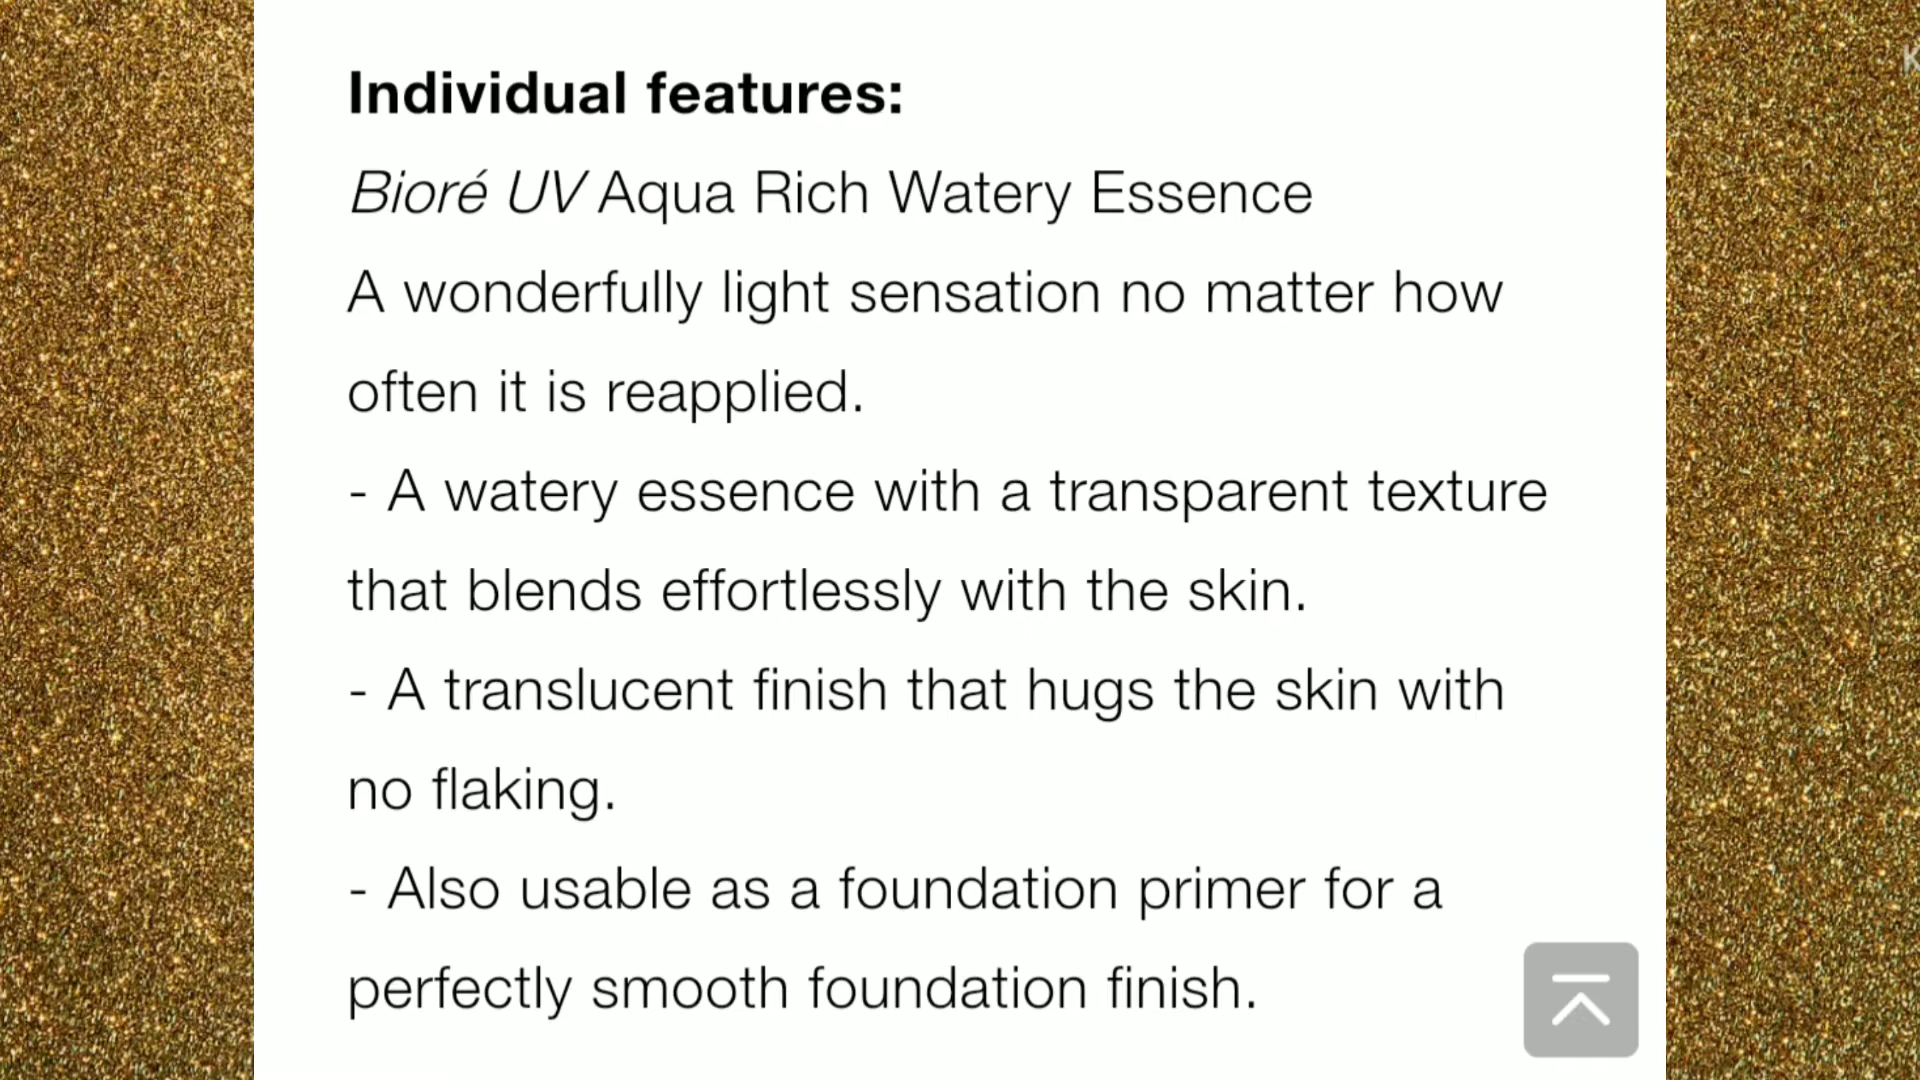 Individual features:
Bioré UV Aqua Rich Watery Essence
A wonderfully light sensation no matter how
often it is reapplied.
- A watery essence with a transparent texture
that blends effortlessly with the skin.
- A translucent finish that hugs the skin with
no flaking.
- Also usable as a foundation primer for a
perfectly smooth foundation finish.